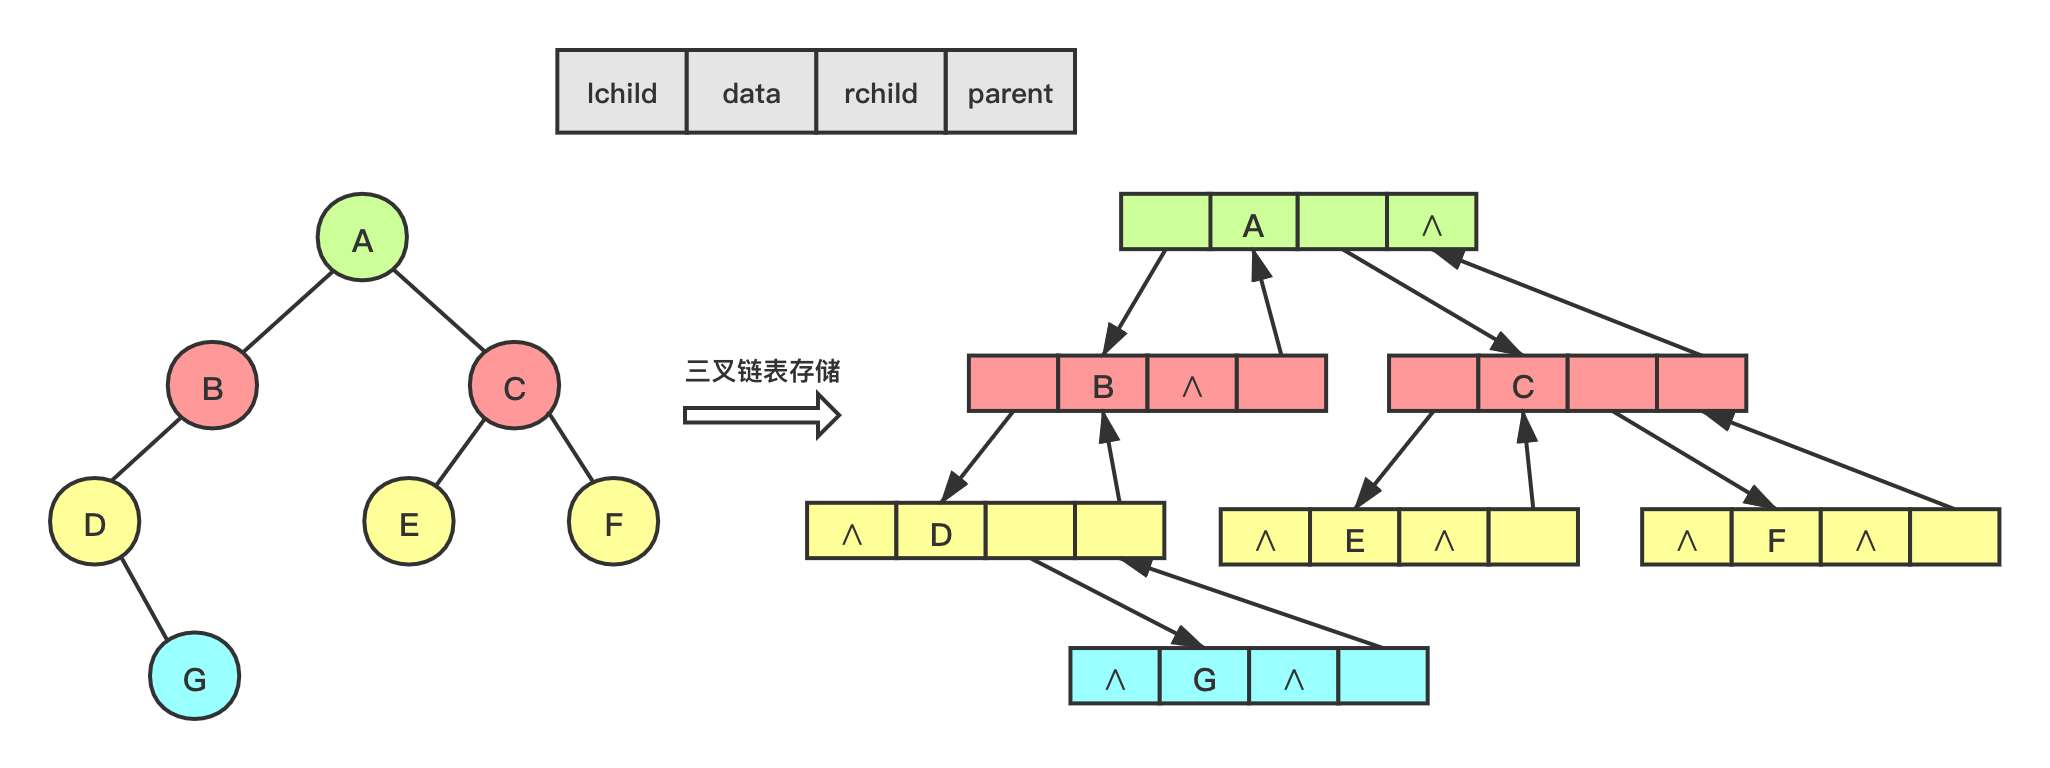 lchild data rchild parent
A
B C
D E F
G
三叉链表存储
A ∧
B ∧
C
∧ D
∧ E ∧
∧ F ∧
∧ G ∧